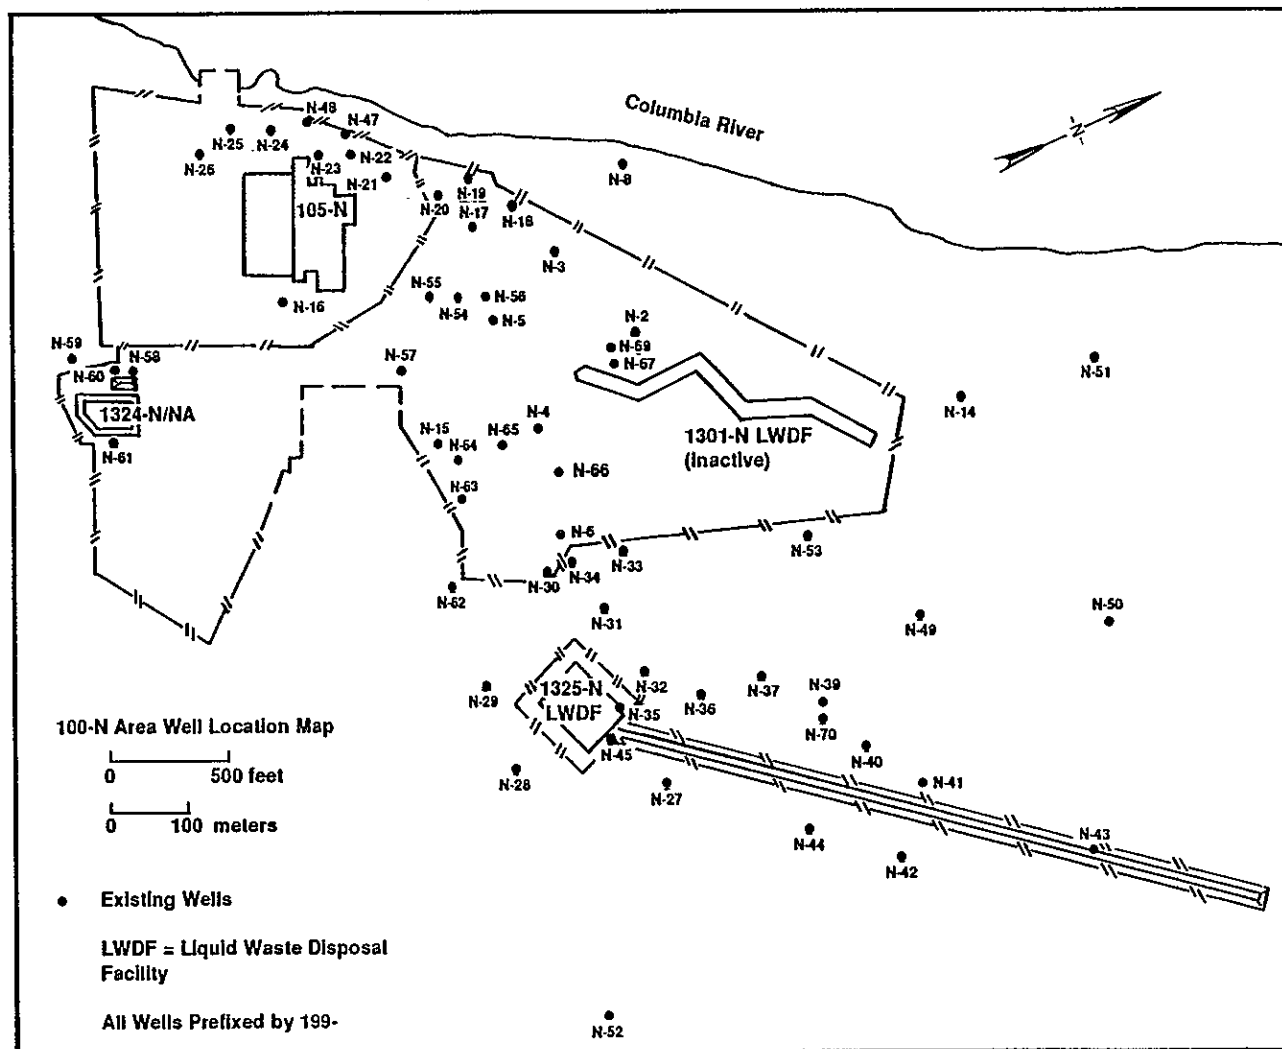 Columbia River
N
N-48
N-47
N-25
N-24
N-26
N-23
N-22
N-21
N-8
105-N
N-20
N-19
N-17
N-18
N-3
N-55
N-54
N-56
N-16
N-5
N-2
N-59
N-58
N-57
N-69
N-67
N-51
N-60
1324-N/NA
N-14
N-4
N-15
N-65
N-64
1301-N LWDF
(inactive)
N-61
N-66
N-63
N-6
N-53
N-33
N-34
N-30
N-62
N-31
N-49
N-50
N-29
1325-N
LWDF
N-32
N-37
N-39
N-35
N-36
N-70
N-45
N-40
N-28
N-27
N-41
N-44
N-43
N-42
100-N Area Well Location Map
0 500 feet
0 100 meters
Existing Wells
LWDF = Liquid Waste Disposal
Facility
All Wells Prefixed by 199-
N-52